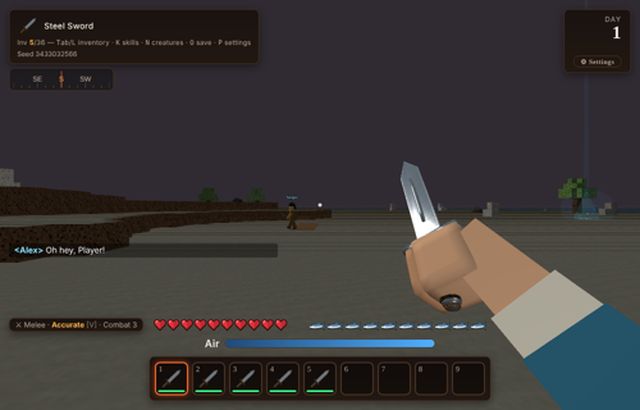 Steel Sword
Inv 5/36 — Tab/L inventory · K skills · N creatures · 0 save · P settings
Seed 3433032566
DAY
1
⚙ Settings
SE S SW
<Alex> Oh hey, Player!
⚔ Melee · Accurate [V] · Combat 3
Air
1 2 3 4 5 6 7 8 9